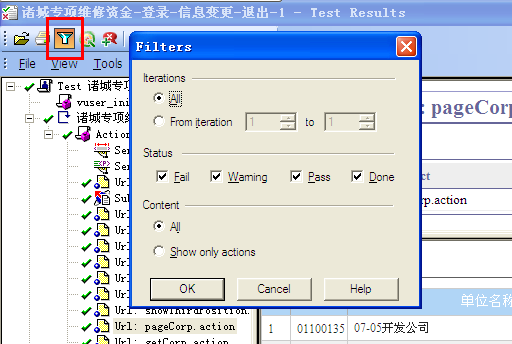 诸城专项维修资金-登录-信息变更-退出-1 - Test Results
File View Tools
Test 诸城专项
vuser_ini
诸城专项维
Action
Ser
Ser
Url
Sub
Url
Url
Url
Url
Url
Url
Url
Url: showThirdPosition.
Url: pageCorp.action
Url: getCorp.action
Filters
Iterations
All
From iteration 1 to 1
Status
Fail Warning Pass Done
Content
All
Show only actions
OK Cancel Help
: pageCorp
ct
rp.action
单位名称
1 01100135 07-05开发公司